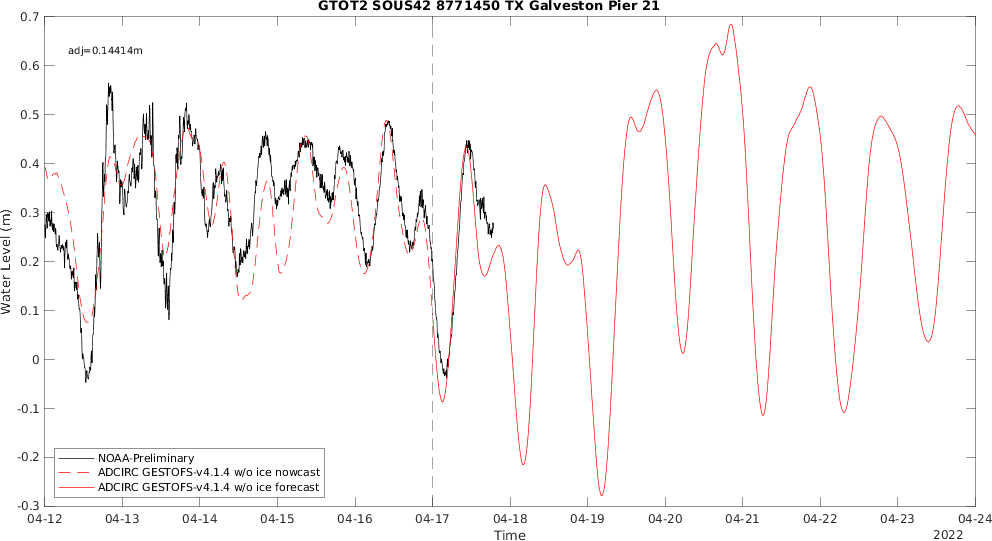 GTOT2 SOUS42 8771450 TX Galveston Pier 21
adj=0.14414m
0.7
0.6
0.5
0.4
0.3
0.2
0.1
0
-0.1
-0.2
-0.3
Water Level (m)
NOAA-Preliminary
ADCIRC GESTOFS-v4.1.4 w/o ice nowcast
ADCIRC GESTOFS-v4.1.4 w/o ice forecast
04-12 04-13 04-14 04-15 04-16 04-17 04-18 04-19 04-20 04-21 04-22 04-23 04-24
Time
2022